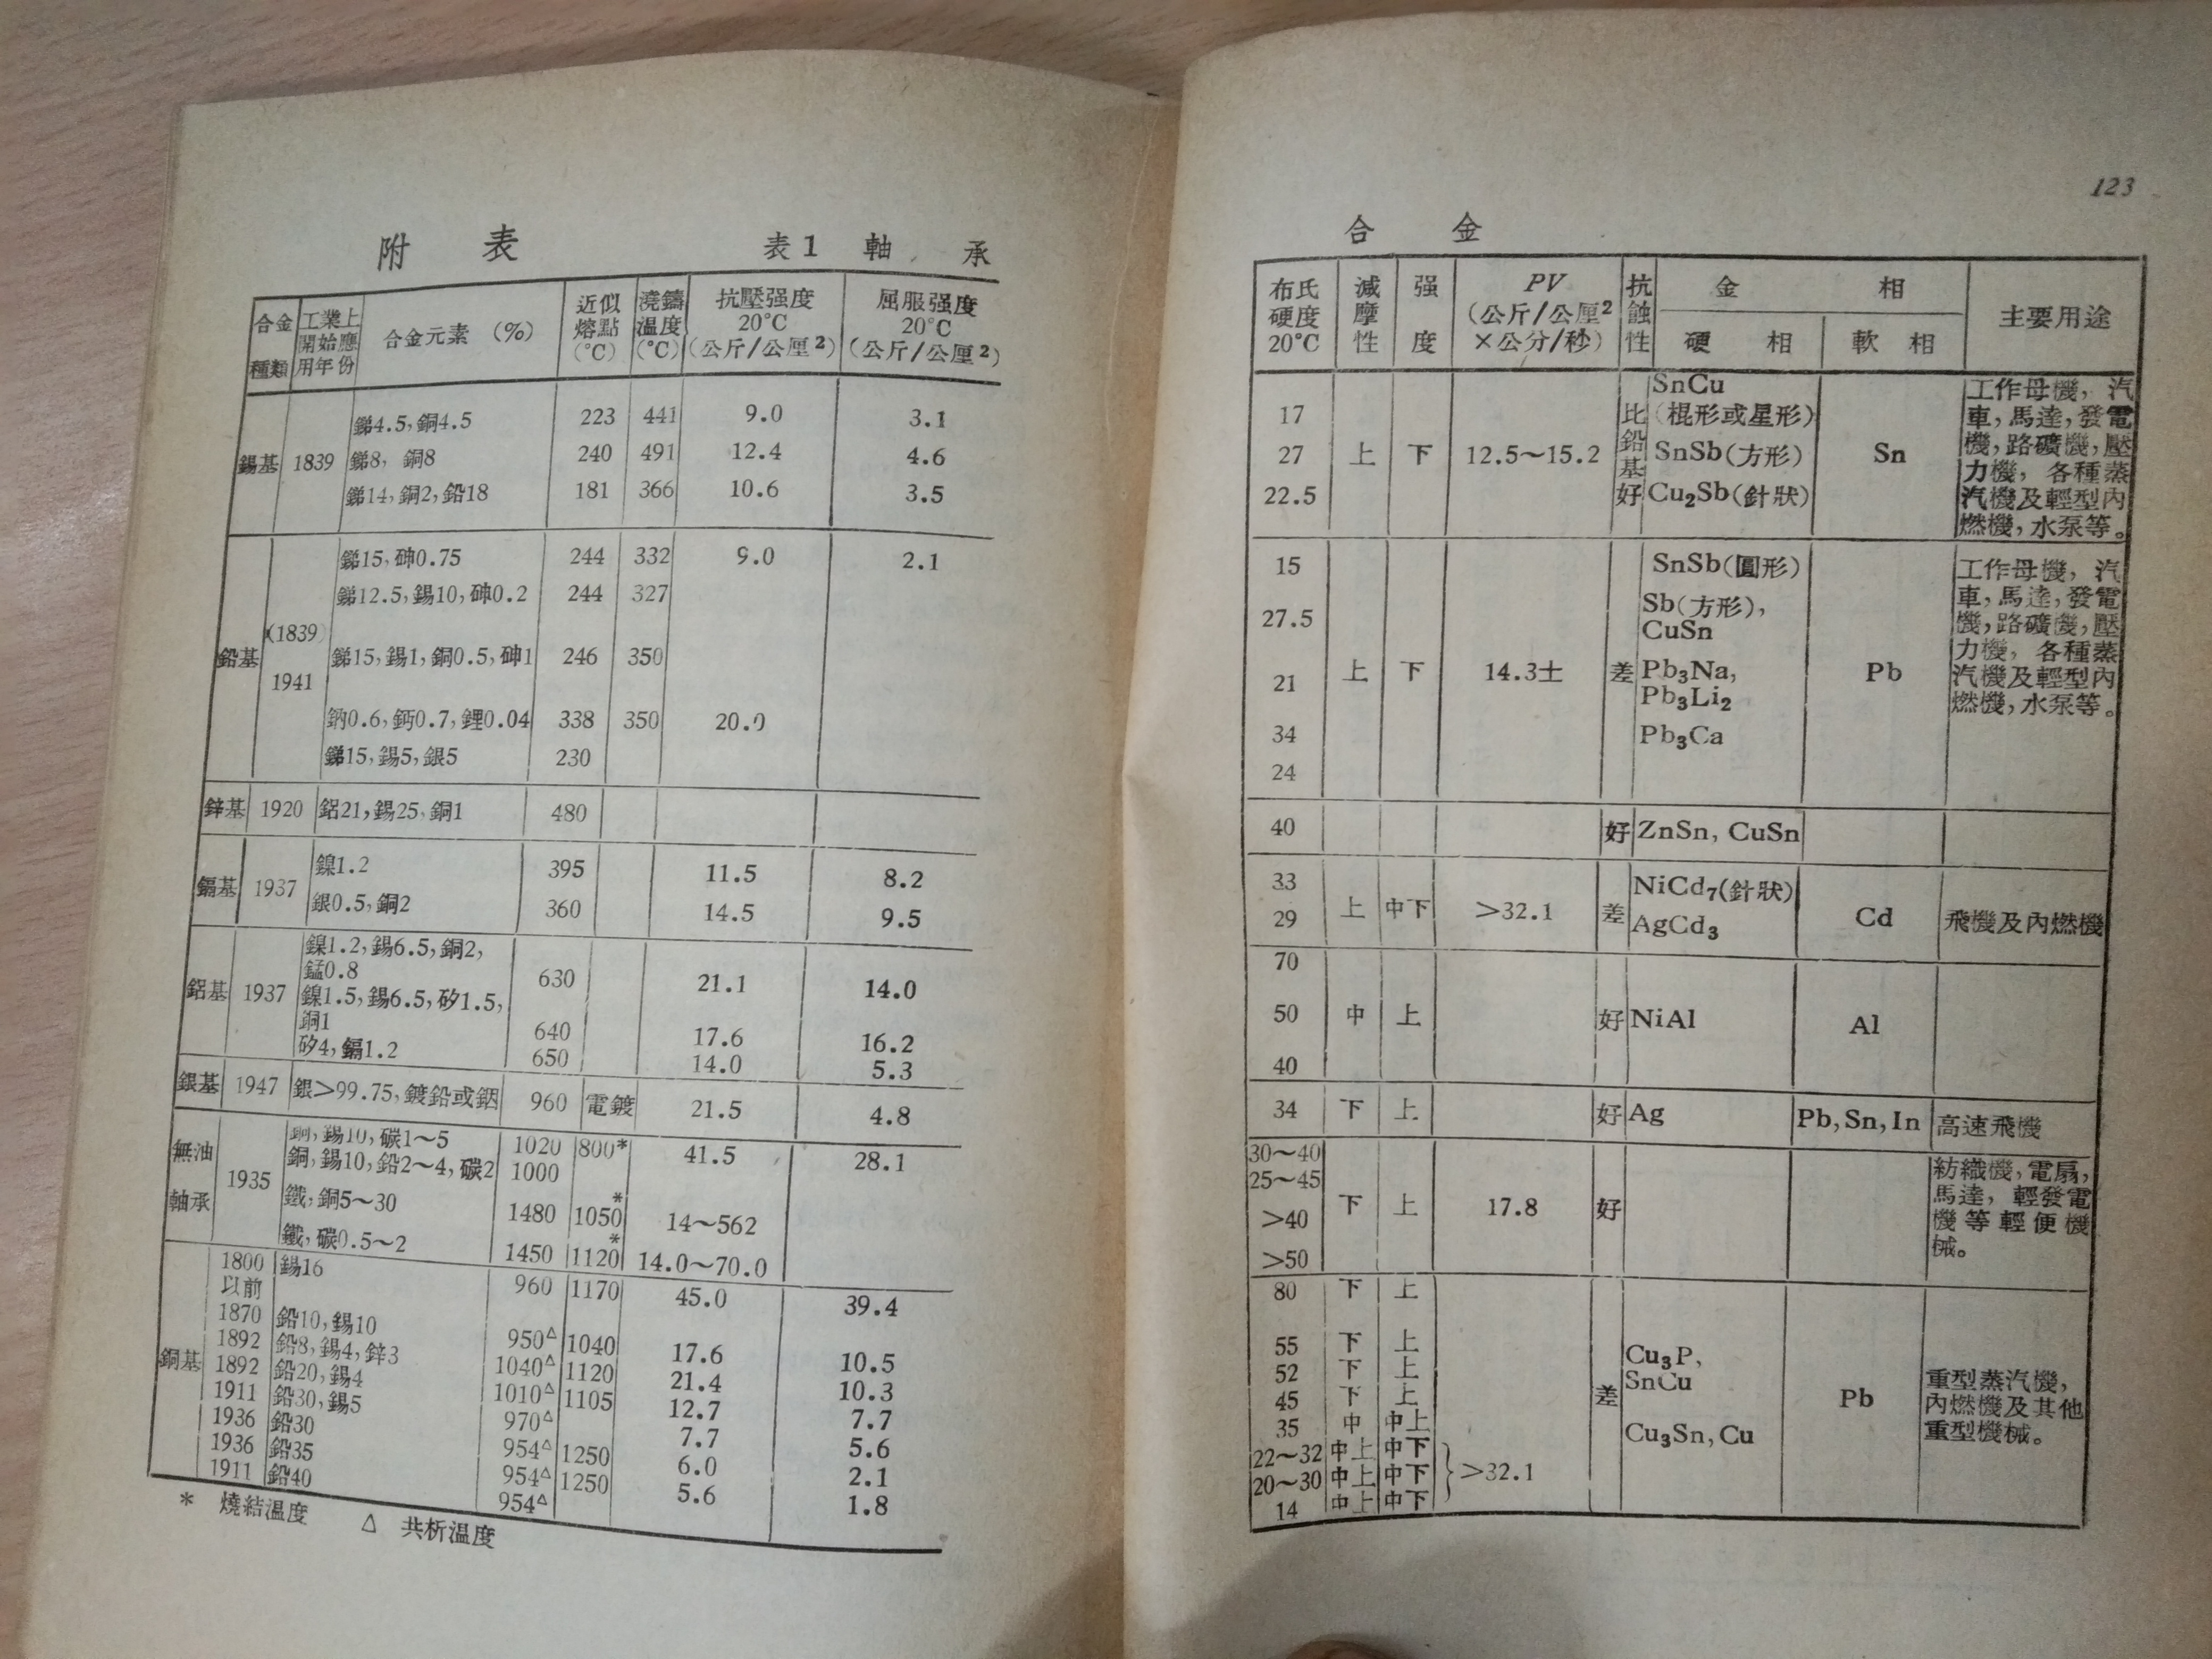 附 表 表1 軸 承
合金種類 工業上開始應用年份 合金元素 (%) 近似熔點(°C) 澆鑄溫度(°C) 抗壓强度20°C(公斤/公厘²) 屈服强度20°C(公斤/公厘²)
錫基 1839 銻4.5,銅4.5 223 441 9.0 3.1
銻8, 銅8 240 491 12.4 4.6
銻14,銅2,鉛18 181 366 10.6 3.5
鉛基 (1839) 1941 銻15,砷0.75 244 332 9.0 2.1
銻12.5,錫10,砷0.2 244 327
銻15,錫1,銅0.5,砷1 246 350
鈉0.6,鈣0.7,鋰0.04 338 350 20.0
銻15,錫5,銀5 230
鋅基 1920 鋁21,錫25,銅1 480
鎘基 1937 鎳1.2 395 11.5 8.2
銀0.5,銅2 360 14.5 9.5
鋁基 1937 鎳1.2,錫6.5,銅2,
錳0.8 630 21.1 14.0
鎳1.5,錫6.5,矽1.5,
銅1 640 17.6 16.2
矽4,鎘1.2 650 14.0 5.3
銀基 1947 銀>99.75,鍍鉛或銦 960 電鍍 21.5 4.8
無油軸承 1935 銅,錫10,碳1~5 1020 800* 41.5 28.1
銅,錫10,鉛2~4,碳2 1000
鐵,銅5~30 1480 1050* 14~562
鐵,碳0.5~2 1450 1120* 14.0~70.0
銅基 1800以前 錫16 960 1170 45.0 39.4
1870 鉛10,錫10 950△ 1040 17.6 10.5
1892 鉛8,錫4,鋅3 1040△ 1120 21.4 10.3
1892 鉛20,錫4 1010△ 1105 12.7 7.7
1911 鉛30,錫5 970△ 7.7 5.6
1936 鉛30 954△ 1250 6.0 2.1
1936 鉛35 954△ 1250 5.6 1.8
1911 鉛40 954△
* 燒結溫度 △ 共析溫度
123
合 金
布氏硬度20°C 減摩性 强度 PV(公斤/公厘²×公分/秒) 抗蝕性 金相 硬相 軟相 主要用途
17 SnCu
(棍形或星形)
27 上 下 12.5~15.2 比鉛基好 SnSb(方形) Sn
22.5 Cu₂Sb(針狀)
工作母機, 汽
車,馬達,發電
機,路礦機,壓
力機, 各種蒸
汽機及輕型內
燃機,水泵等。
15 SnSb(圓形)
27.5 Sb(方形),
CuSn
21 上 下 14.3± 差 Pb₃Na,
Pb₃Li₂ Pb
34 Pb₃Ca
24
工作母機, 汽
車,馬達,發電
機,路礦機,壓
力機, 各種蒸
汽機及輕型內
燃機,水泵等。
40 好 ZnSn, CuSn
33 上 中下 >32.1 差 NiCd₇(針狀) Cd 飛機及內燃機
29 AgCd₃
70
50 中 上 好 NiAl Al
40
34 下 上 好 Ag Pb,Sn,In 高速飛機
30~40
25~45
>40 下 上 17.8 好
>50
紡織機,電扇,
馬達, 輕發電
機等輕便機
械。
80 下 上
55 下 上
52 下 上
45 下 上
35 中 中上
22~32 中上 中下
20~30 中上 中下 >32.1
14 中上 中下
差 Cu₃P,
SnCu
Cu₃Sn,Cu
Pb
重型蒸汽機,
內燃機及其他
重型機械。